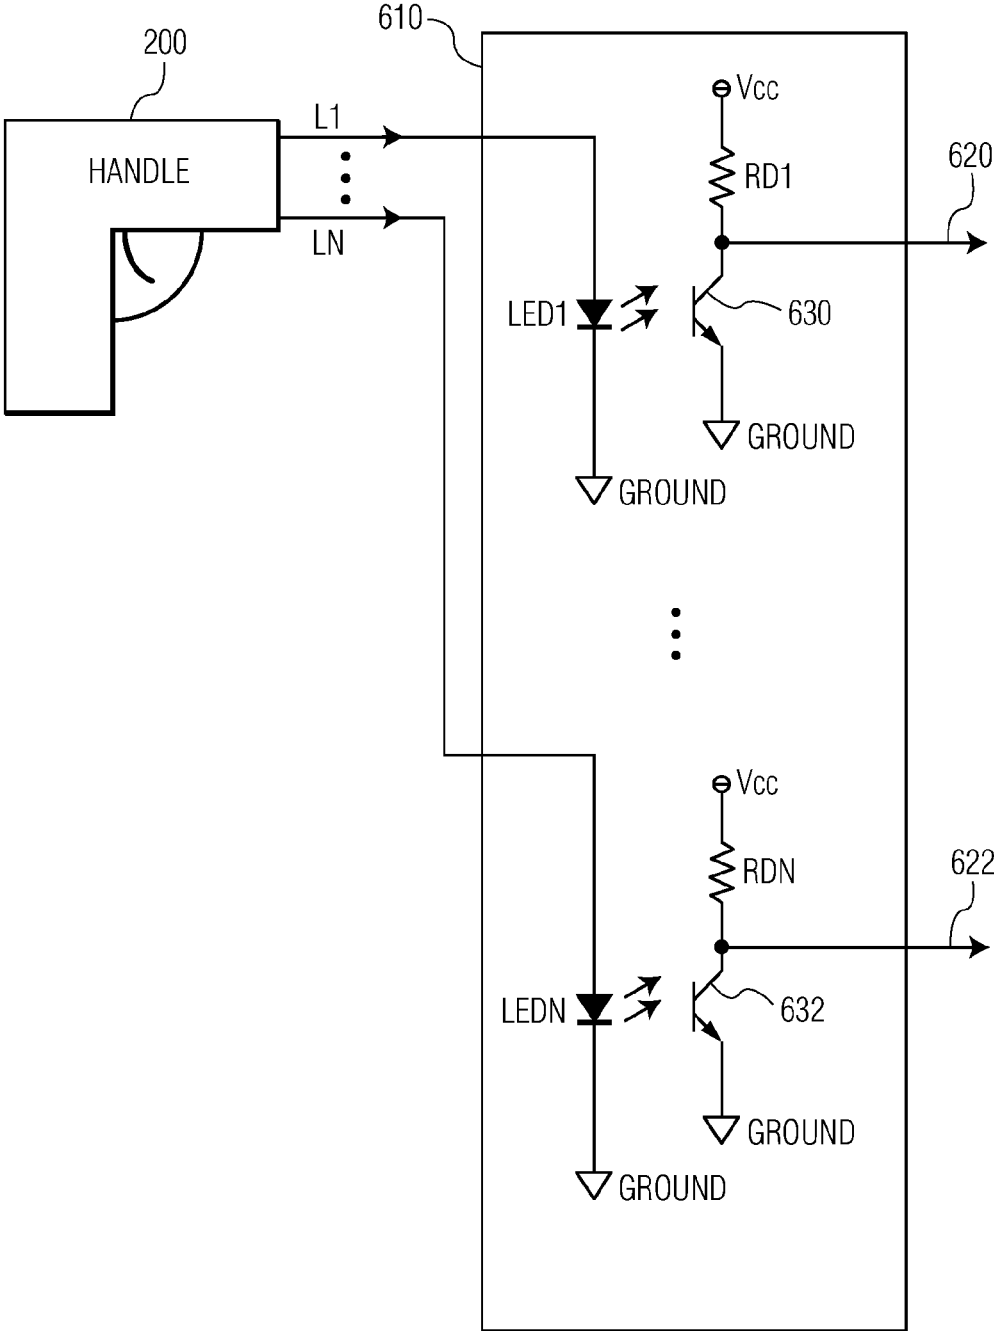 610
200
Vcc
L1
HANDLE
RD1
620
LN
LED1
630
GROUND
GROUND
Vcc
RDN
622
LEDN
632
GROUND
GROUND